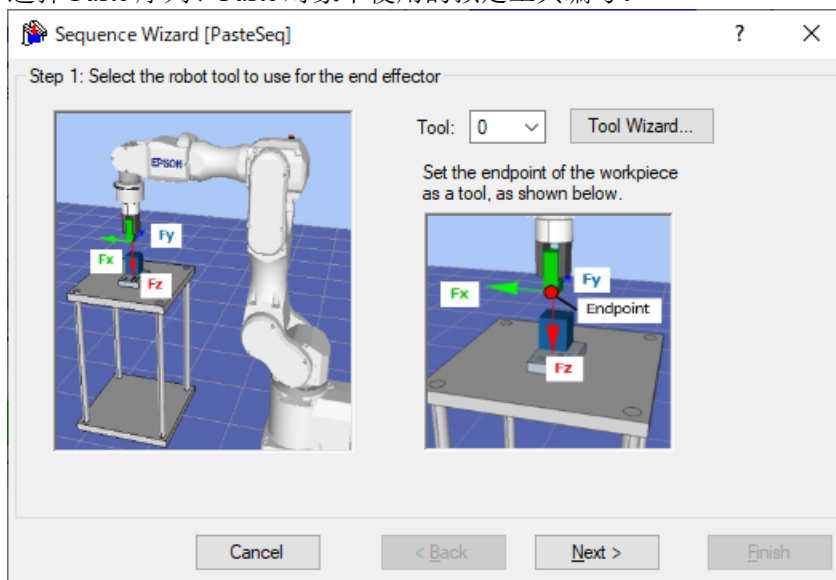 Sequence Wizard [PasteSeq]
? ×
Step 1: Select the robot tool to use for the end effector
Tool: 0 Tool Wizard...
Set the endpoint of the workpiece
as a tool, as shown below.
EPSON
Fy
Fx
Fz
Fy
Fx
Endpoint
Fz
Cancel < Back Next > Finish